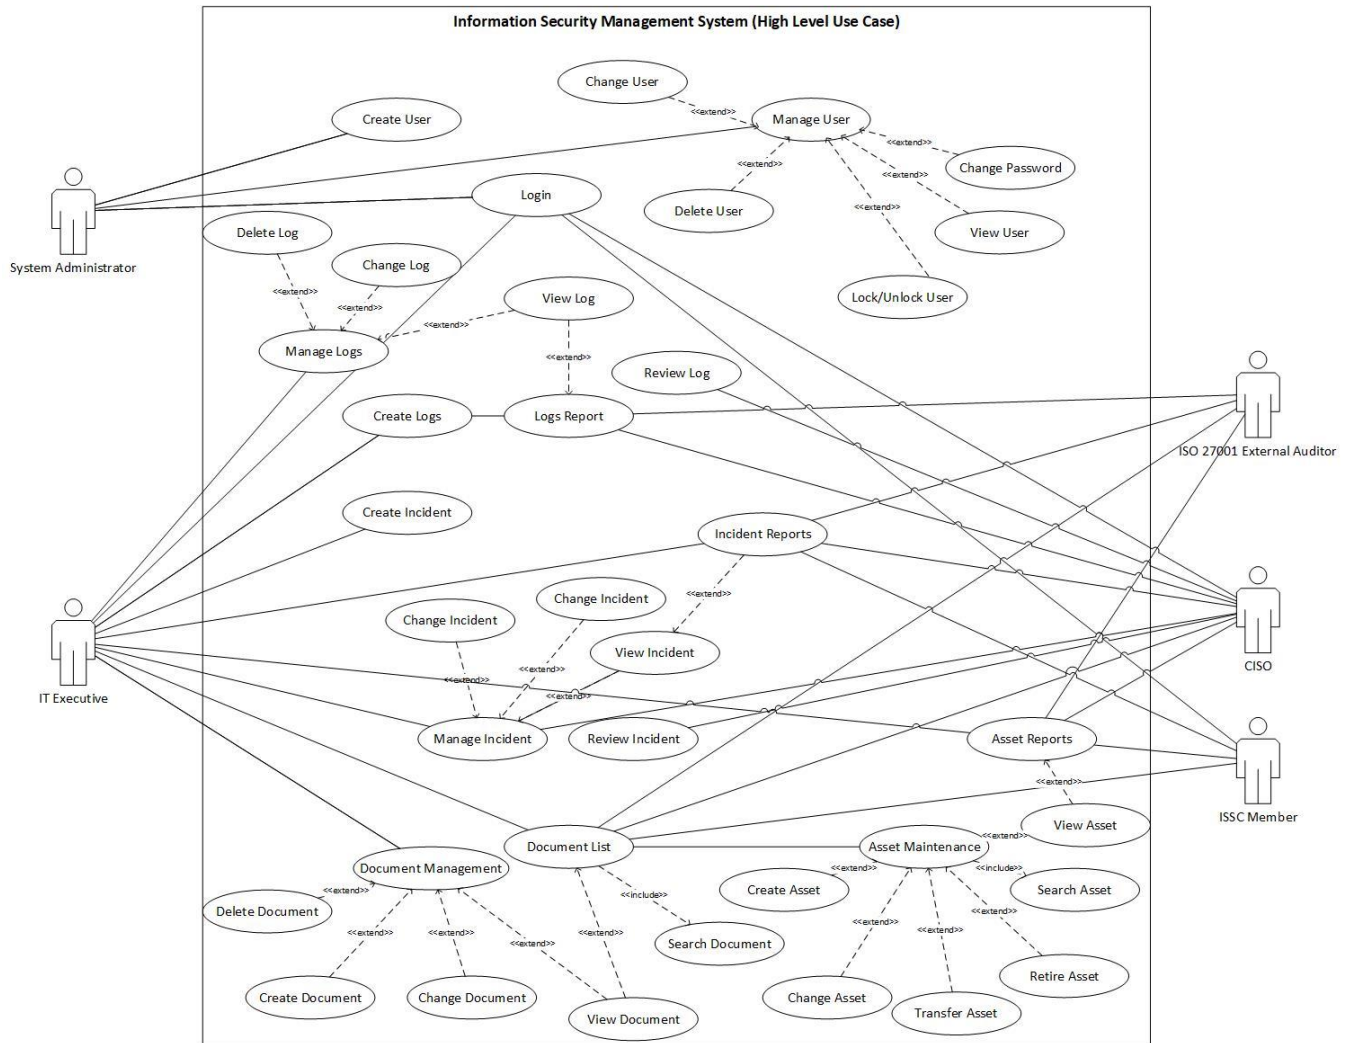 Information Security Management System (High Level Use Case)
Change User
<<extend>>
Manage User
Create User
<<extend>>
Change Password
<<extend>>
<<extend>>
Login
Delete User
<<extend>>
View User
Delete Log
System Administrator
Change Log
<<extend>>
<<extend>>
View Log
Lock/Unlock User
<<extend>>
Manage Logs
<<extend>>
Review Log
Create Logs
Logs Report
ISO 27001 External Auditor
Create Incident
Incident Reports
Change Incident
<<extend>>
Change Incident
View Incident
CISO
<<extend>>
<<extend>>
<<extend>>
IT Executive
Manage Incident
Review Incident
Asset Reports
<<extend>>
ISSC Member
View Asset
<<extend>>
Document List
Asset Maintenance
Document Management
<<extend>>
<<include>>
<<extend>>
Create Asset
Search Asset
<<include>>
Delete Document
<<extend>>
<<extend>>
<<extend>>
<<extend>>
<<extend>>
<<extend>>
<<extend>>
Search Document
Retire Asset
Create Document
Change Document
Change Asset
View Document
Transfer Asset